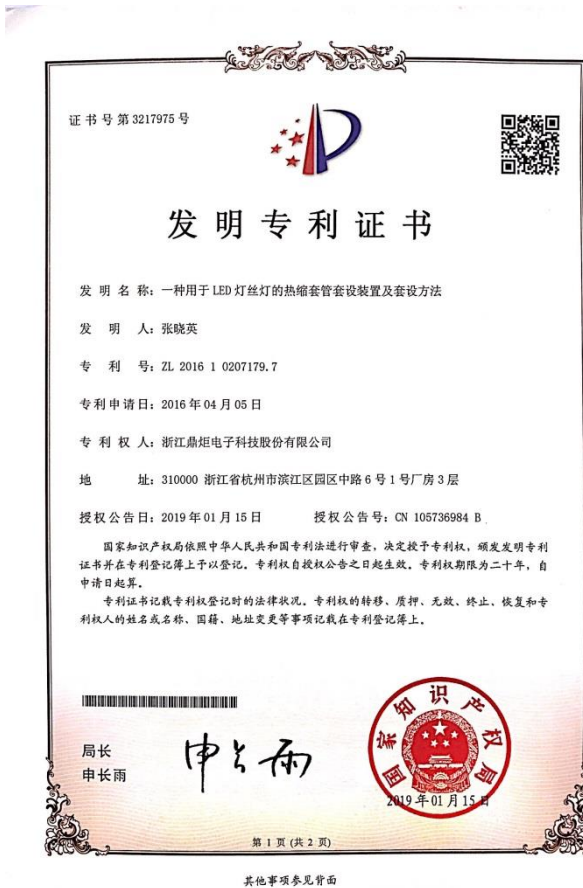 证书号第3217975号
发明专利证书
发明名称：一种用于LED灯丝灯的热缩套管套设装置及套设方法
发明人：张晓英
专利号：ZL 2016 1 0207179.7
专利申请日：2016年04月05日
专利权人：浙江鼎炬电子科技股份有限公司
地址：310000 浙江省杭州市滨江区园区中路6号1号厂房3层
授权公告日：2019年01月15日 授权公告号：CN 105736984 B
国家知识产权局依照中华人民共和国专利法进行审查，决定授予专利权，颁发发明专利
证书并在专利登记簿上予以登记。专利权自授权公告之日起生效。专利权期限为二十年，自
申请日起算。
专利证书记载专利权登记时的法律状况。专利权的转移、质押、无效、终止、恢复和专
利权人的姓名或名称、国籍、地址变更等事项记载在专利登记簿上。
局长
申长雨
申长雨
国家知识产权局
2019年01月15日
第 1 页 (共 2 页)
其他事项参见背面